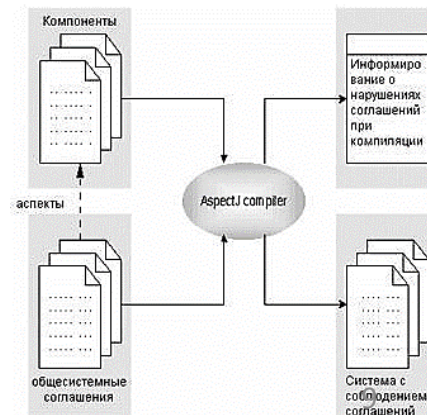 Компоненты
Информиро
вание о
нарушениях
соглашений
при
компиляции
аспекты
AspectJ compiler
общесистемные
соглашения
Система с
соблюдением
соглашений